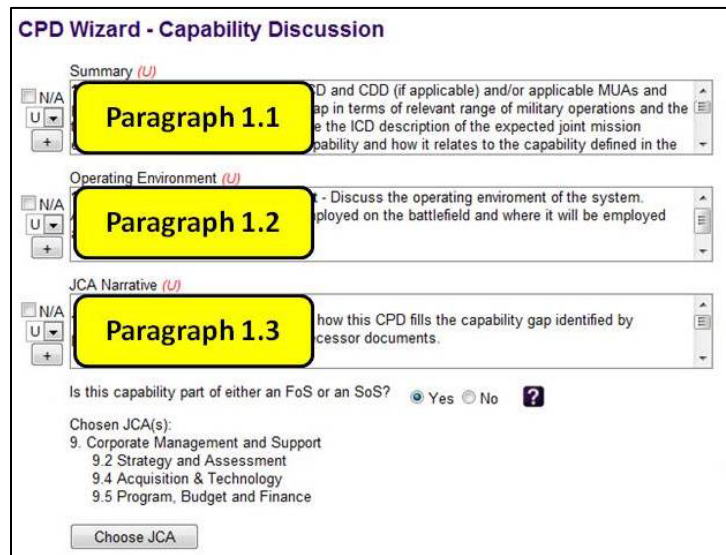 CPD Wizard - Capability Discussion
Summary (U)
N/A
U
+
Paragraph 1.1
CD and CDD (if applicable) and/or applicable MUAs and
ap in terms of relevant range of military operations and the
e the ICD description of the expected joint mission
pability and how it relates to the capability defined in the
Operating Environment (U)
N/A
U
+
Paragraph 1.2
t - Discuss the operating enviroment of the system.
ployed on the battlefield and where it will be employed
JCA Narrative (U)
N/A
U
+
Paragraph 1.3
how this CPD fills the capability gap identified by
ecessor documents.
Is this capability part of either an FoS or an SoS? Yes No ?
Chosen JCA(s):
9. Corporate Management and Support
9.2 Strategy and Assessment
9.4 Acquisition & Technology
9.5 Program, Budget and Finance
Choose JCA